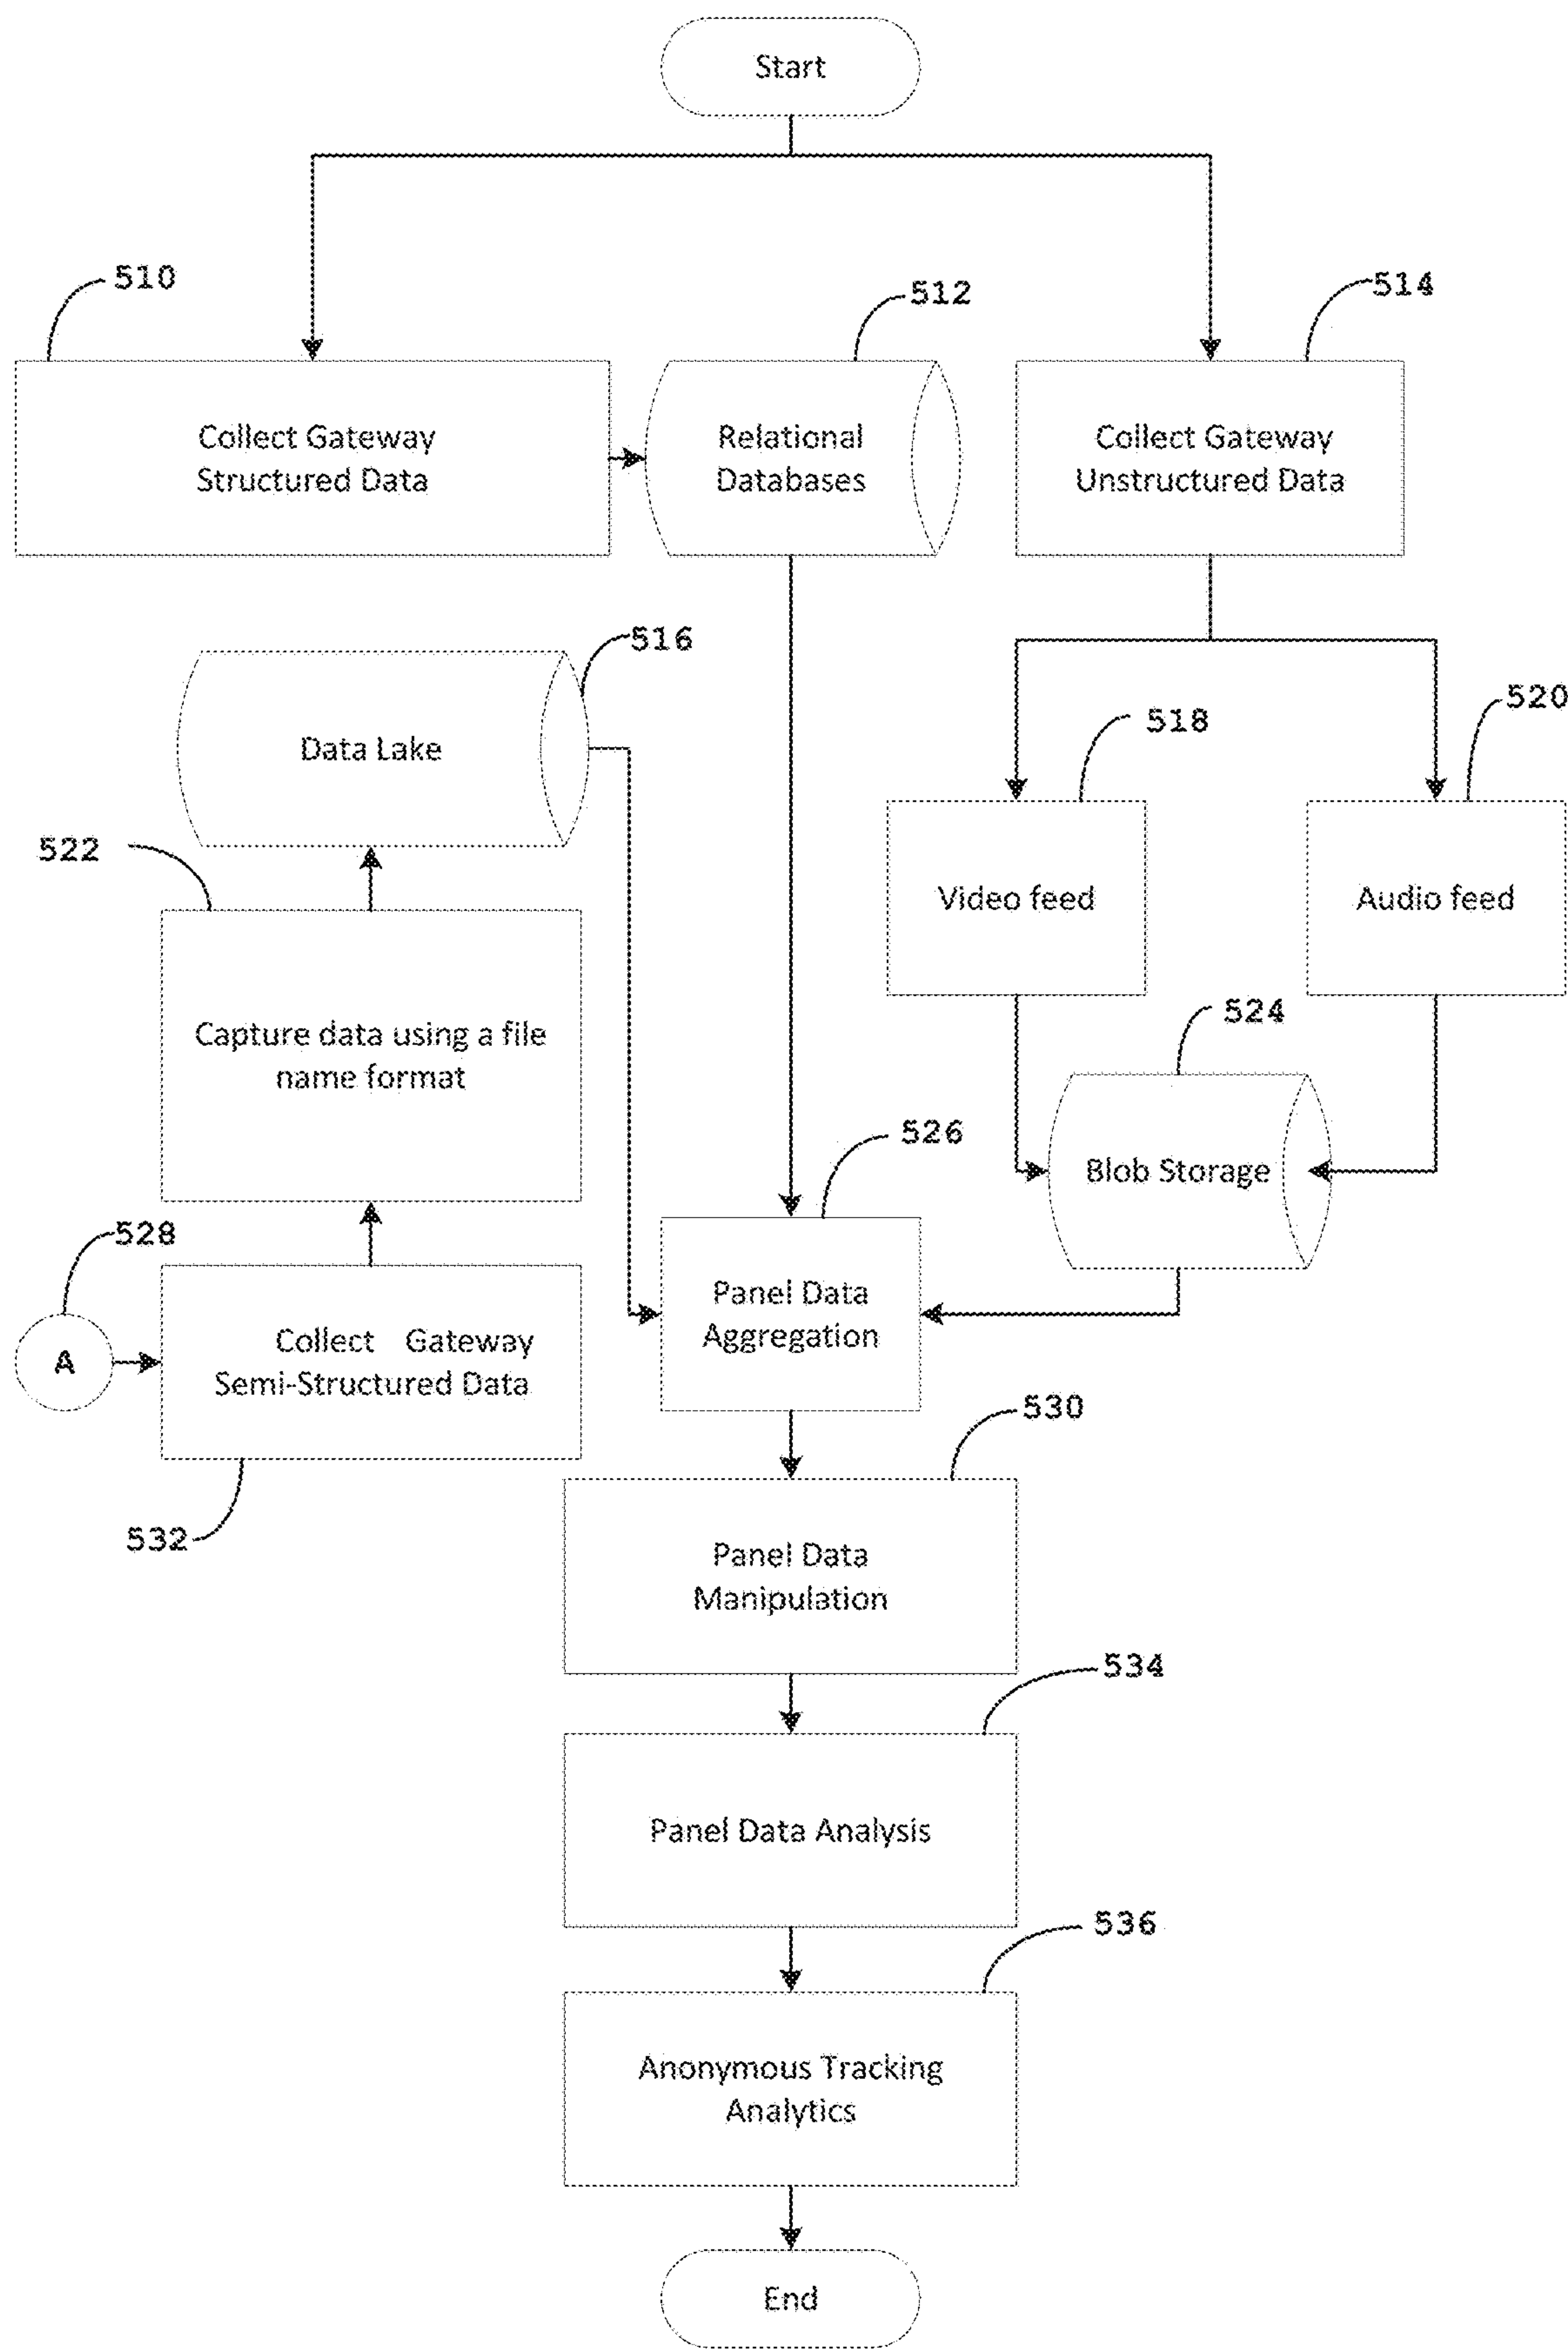 Start
510
512
514
Collect Gateway
Structured Data
Relational
Databases
Collect Gateway
Unstructured Data
516
Data Lake
518
520
522
Video feed
Audio feed
Capture data using a file
name format
524
Blob Storage
526
528
A
Collect Gateway
Semi-Structured Data
Panel Data
Aggregation
530
532
Panel Data
Manipulation
534
Panel Data Analysis
536
Anonymous Tracking
Analytics
End